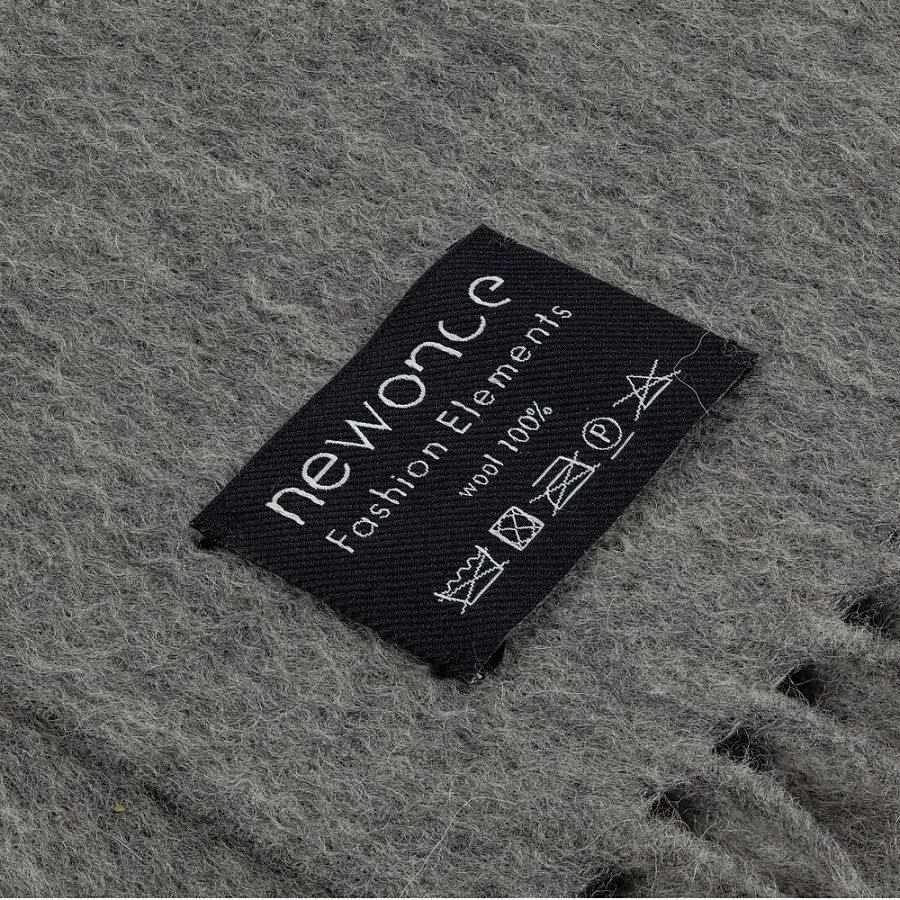 newonce
Fashion Elements
wool 100%
P